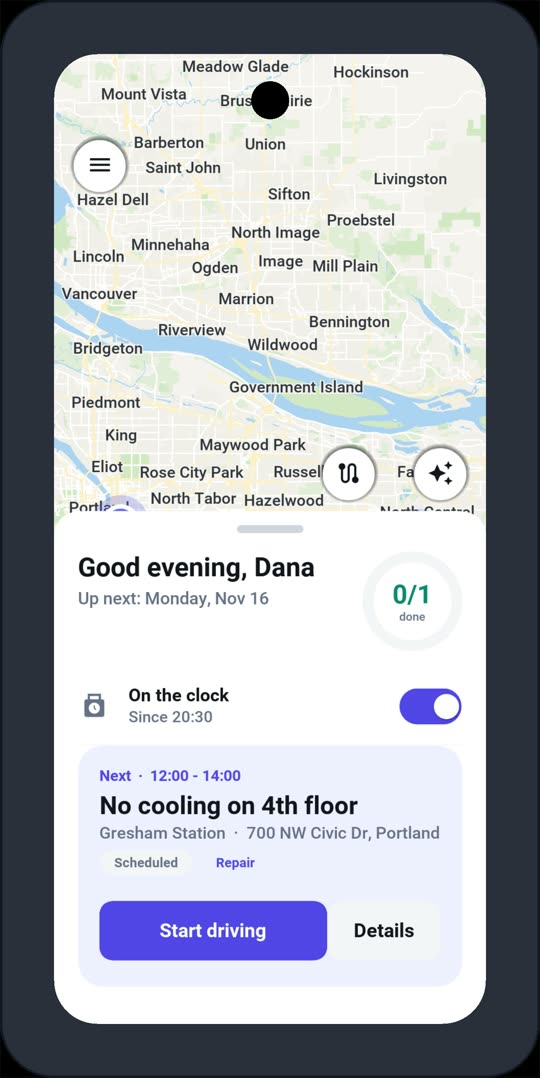 Meadow Glade
Hockinson
Mount Vista
Barberton
Union
Saint John
Livingston
Sifton
Hazel Dell
Proebstel
North Image
Minnehaha
Lincoln
Image
Mill Plain
Ogden
Vancouver
Marrion
Bennington
Riverview
Wildwood
Bridgeton
Government Island
Piedmont
King
Maywood Park
Eliot
Rose City Park
Russell
North Tabor
Hazelwood
North Central
Good evening, Dana
Up next: Monday, Nov 16
0/1
done
On the clock
Since 20:30
Next · 12:00 - 14:00
No cooling on 4th floor
Gresham Station · 700 NW Civic Dr, Portland
Scheduled
Repair
Start driving
Details